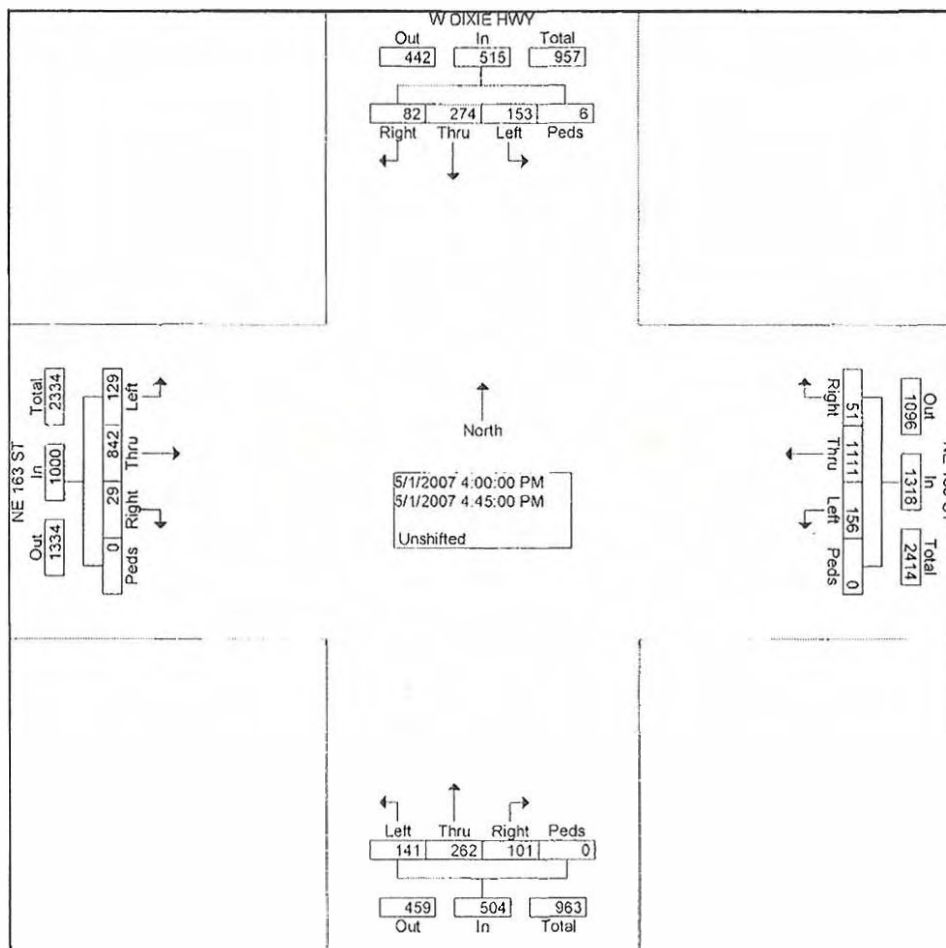 W DIXIE HWY
Out In Total
442 515 957
82 274 153 6
Right Thru Left Peds
NE 163 ST
Total In Out
2334 1000 1334
129 842 29 0
Left Thru Right Peds
North
5/1/2007 4:00:00 PM
5/1/2007 4:45:00 PM
Unshifted
Right Thru Left Peds
51 1111 156 0
Out In Total
1096 1318 2414
Left Thru Right Peds
141 262 101 0
459 504 963
Out In Total